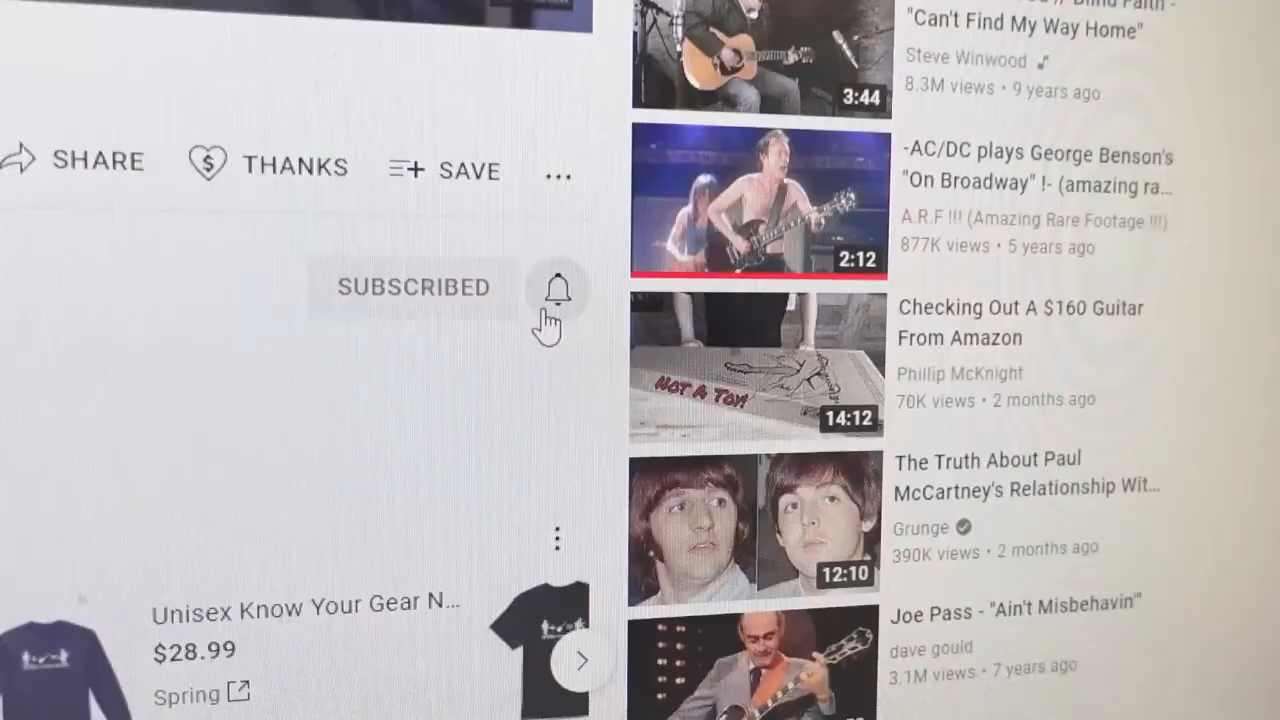 SHARE
THANKS
SAVE
SUBSCRIBED
Unisex Know Your Gear N...
$28.99
Spring
"Can't Find My Way Home"
Steve Winwood
8.3M views • 9 years ago
3:44
-AC/DC plays George Benson's
"On Broadway" !- (amazing ra...
A.R.F !!! (Amazing Rare Footage !!!)
877K views • 5 years ago
2:12
Checking Out A $160 Guitar
From Amazon
Phillip McKnight
70K views • 2 months ago
NOT A TOY!
14:12
The Truth About Paul
McCartney's Relationship Wit...
Grunge
390K views • 2 months ago
12:10
Joe Pass - "Ain't Misbehavin'"
dave gould
3.1M views • 7 years ago